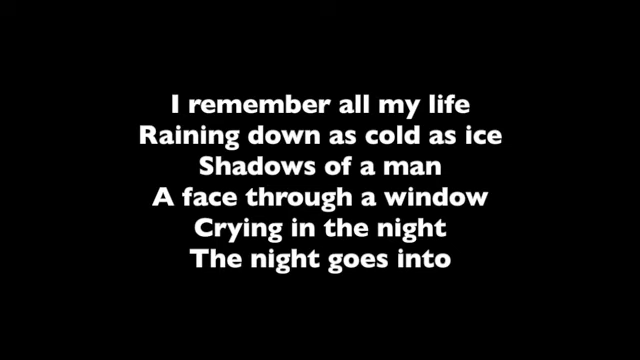 I remember all my life
Raining down as cold as ice
Shadows of a man
A face through a window
Crying in the night
The night goes into